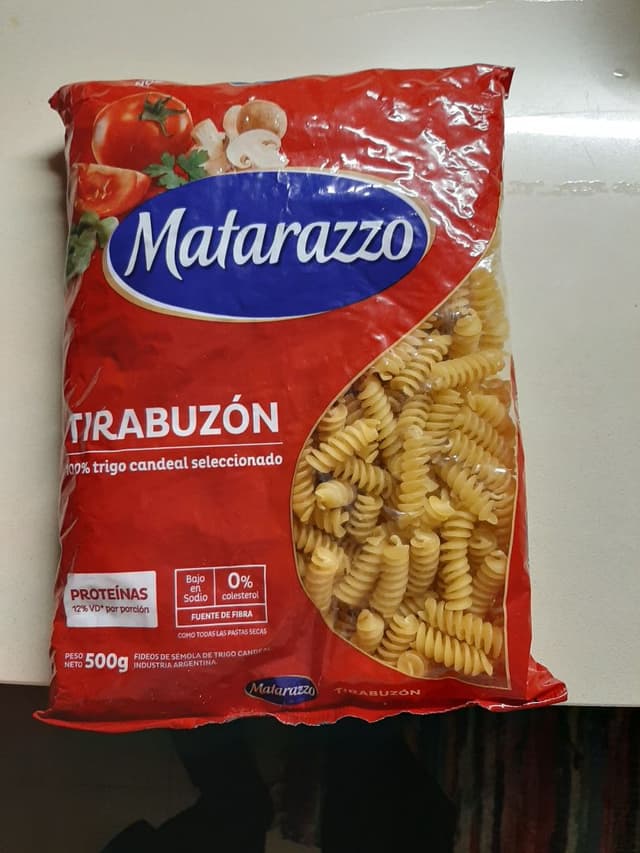 Matarazzo
TIRABUZÓN
100% trigo candeal seleccionado
PROTEÍNAS
12% VD* por porción
Bajo
en
Sodio
0%
colesterol
FUENTE DE FIBRA
COMO TODAS LAS PASTAS SECAS
PESO
NETO 500g
FIDEOS DE SÉMOLA DE TRIGO CANDEAL
INDUSTRIA ARGENTINA
Matarazzo TIRABUZÓN